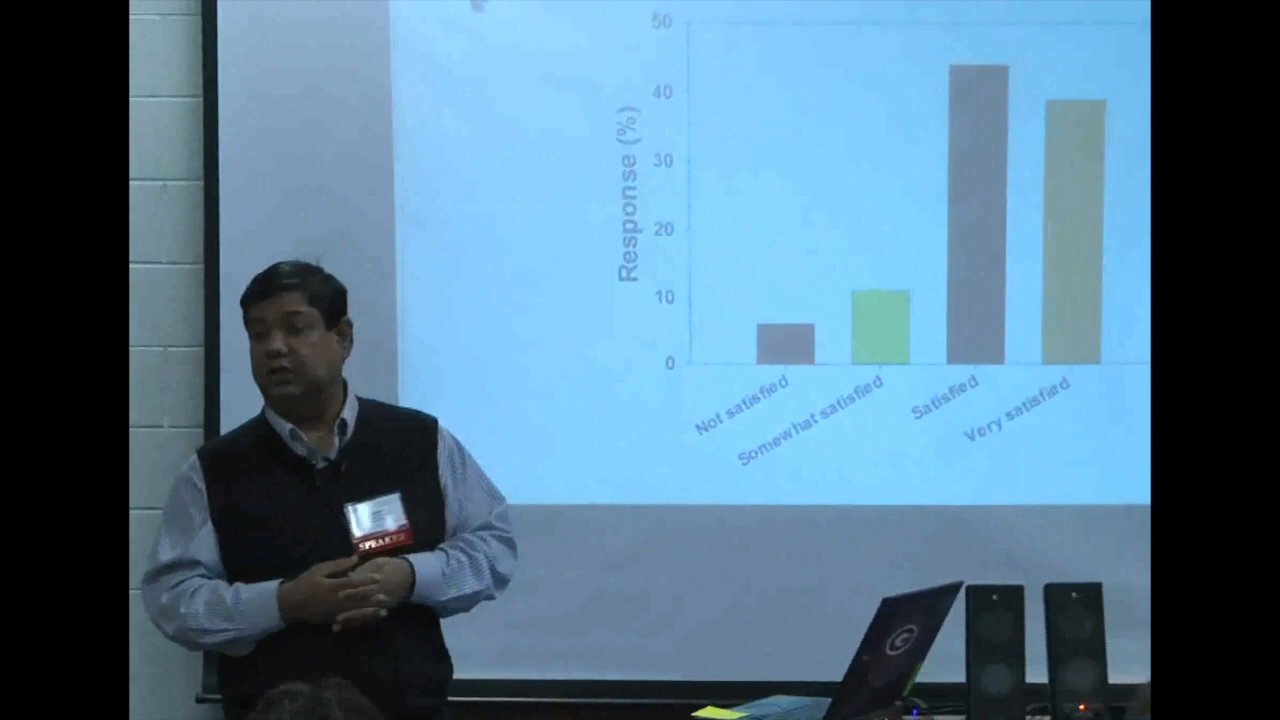 50
40
30
20
10
0
Response (%)
Not satisfied
Somewhat satisfied
Satisfied
Very satisfied
SPEAKER